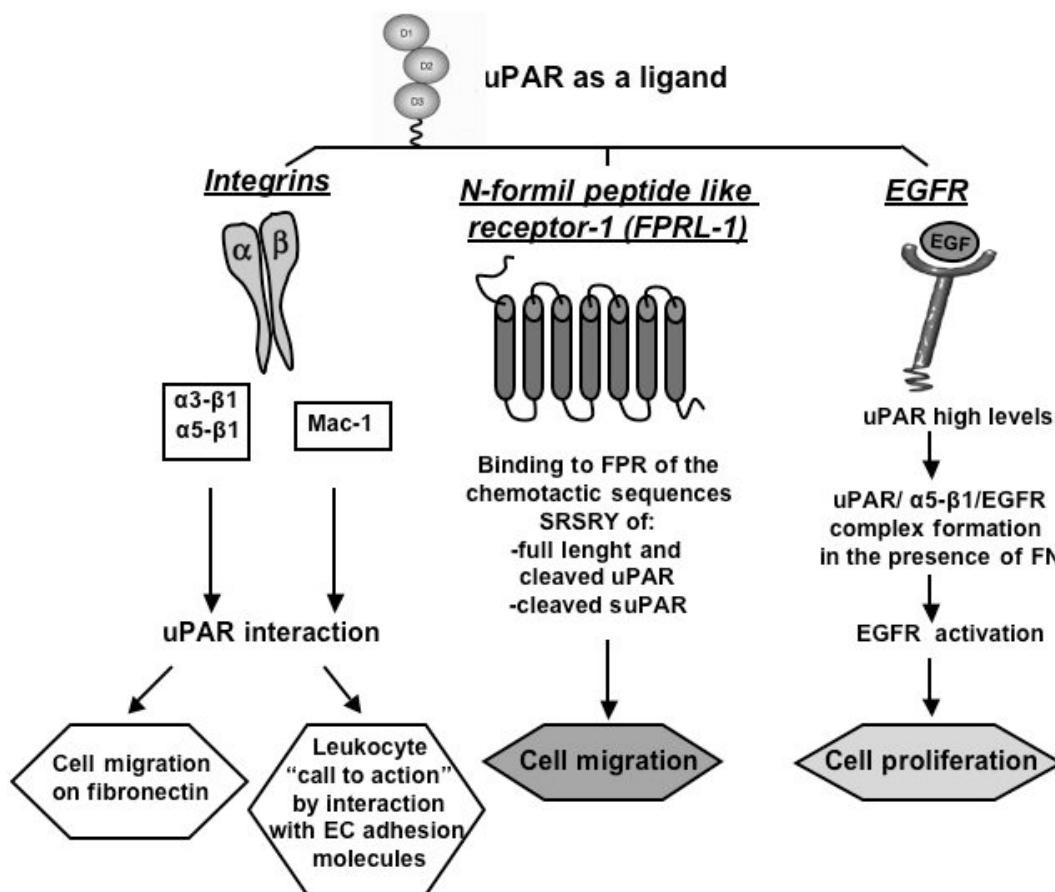 D1
D2
D3
uPAR as a ligand
Integrins
α β
α3-β1
α5-β1
Mac-1
uPAR interaction
Cell migration
on fibronectin
Leukocyte
“call to action”
by interaction
with EC adhesion
molecules
N-formil peptide like
receptor-1 (FPRL-1)
Binding to FPR of the
chemotactic sequences
SRSRY of:
-full lenght and
cleaved uPAR
-cleaved suPAR
Cell migration
EGFR
EGF
uPAR high levels
uPAR/ α5-β1/EGFR
complex formation
in the presence of FN
EGFR activation
Cell proliferation